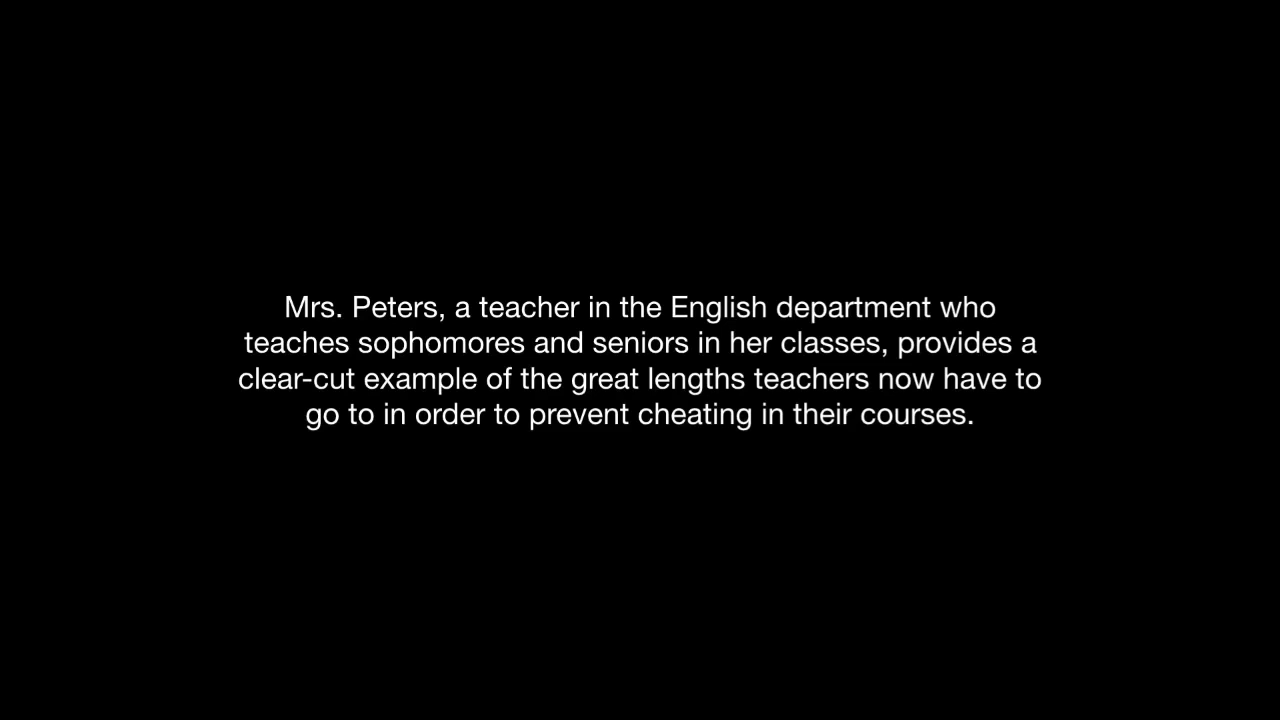 Mrs. Peters, a teacher in the English department who
teaches sophomores and seniors in her classes, provides a
clear-cut example of the great lengths teachers now have to
go to in order to prevent cheating in their courses.